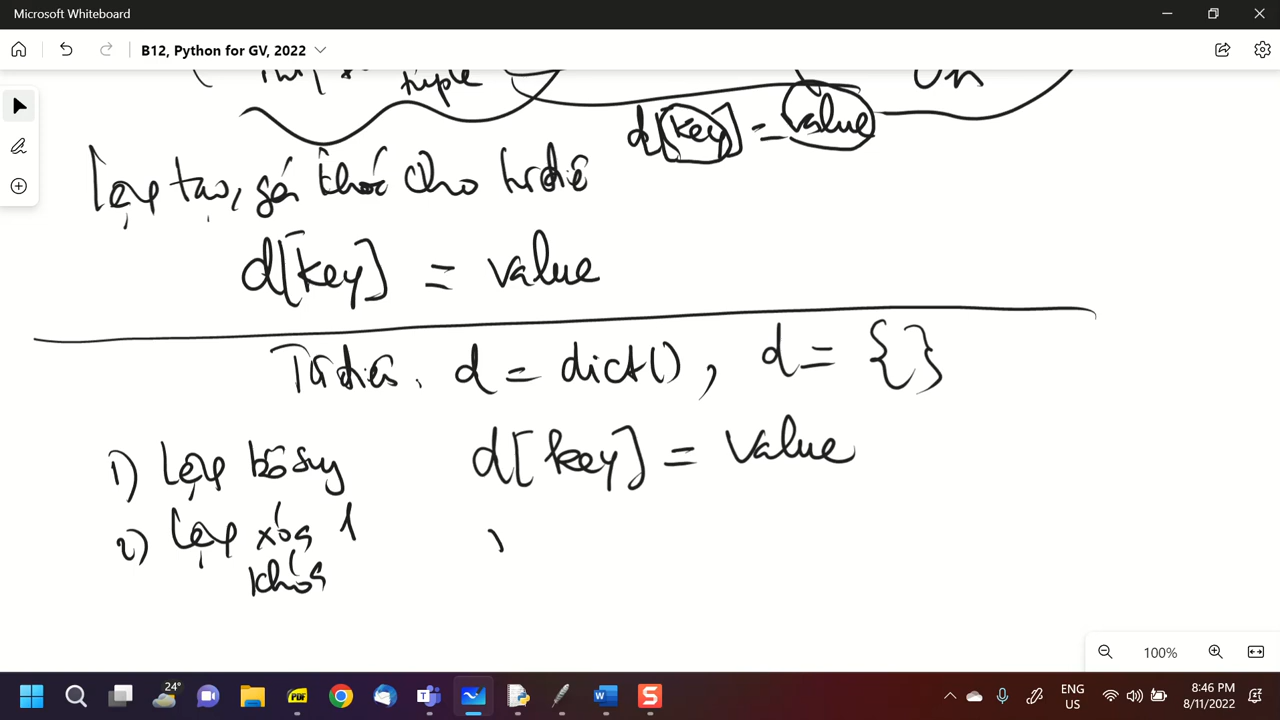 Microsoft Whiteboard
B12, Python for GV, 2022
tuple
d[key] = value
Lệnh tạo, gán khóa cho từ điển
d[key] = value
Từ điển. d = dict(), d = {}
1) Lệnh bổ sung d[key] = value
2) Lệnh xóa 1
khóa
100%
24°
ENG
US
8:46 PM
8/11/2022